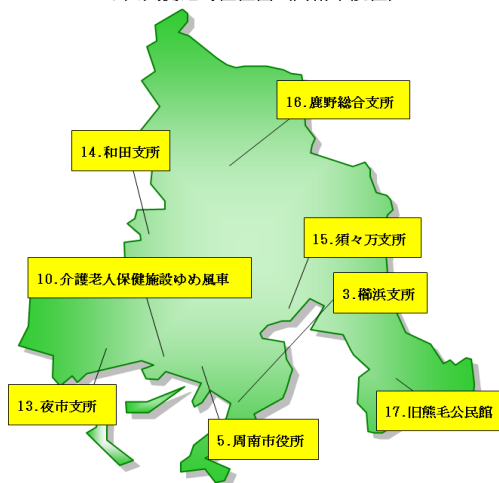 16.鹿野総合支所
14.和田支所
15.須々万支所
10.介護老人保健施設ゆめ風車
3.櫛浜支所
13.夜市支所
17.旧熊毛公民館
5.周南市役所